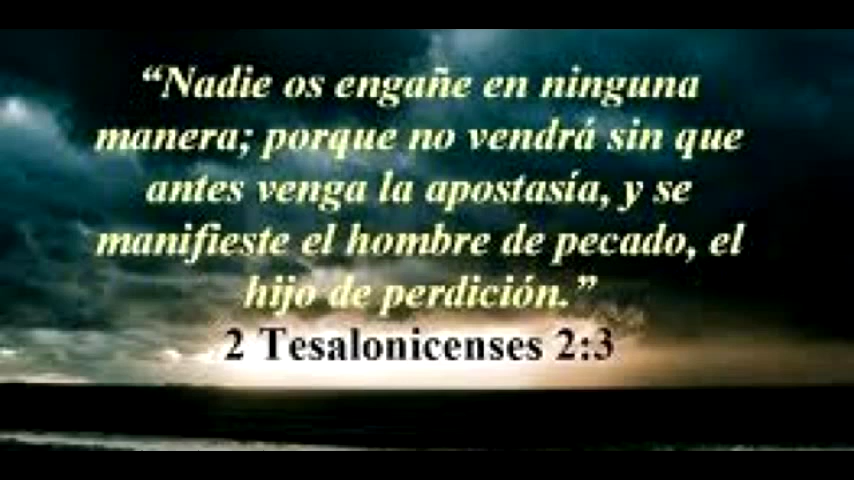 “Nadie os engañe en ninguna
manera; porque no vendrá sin que
antes venga la apostasía, y se
manifieste el hombre de pecado, el
hijo de perdición.”
2 Tesalonicenses 2:3